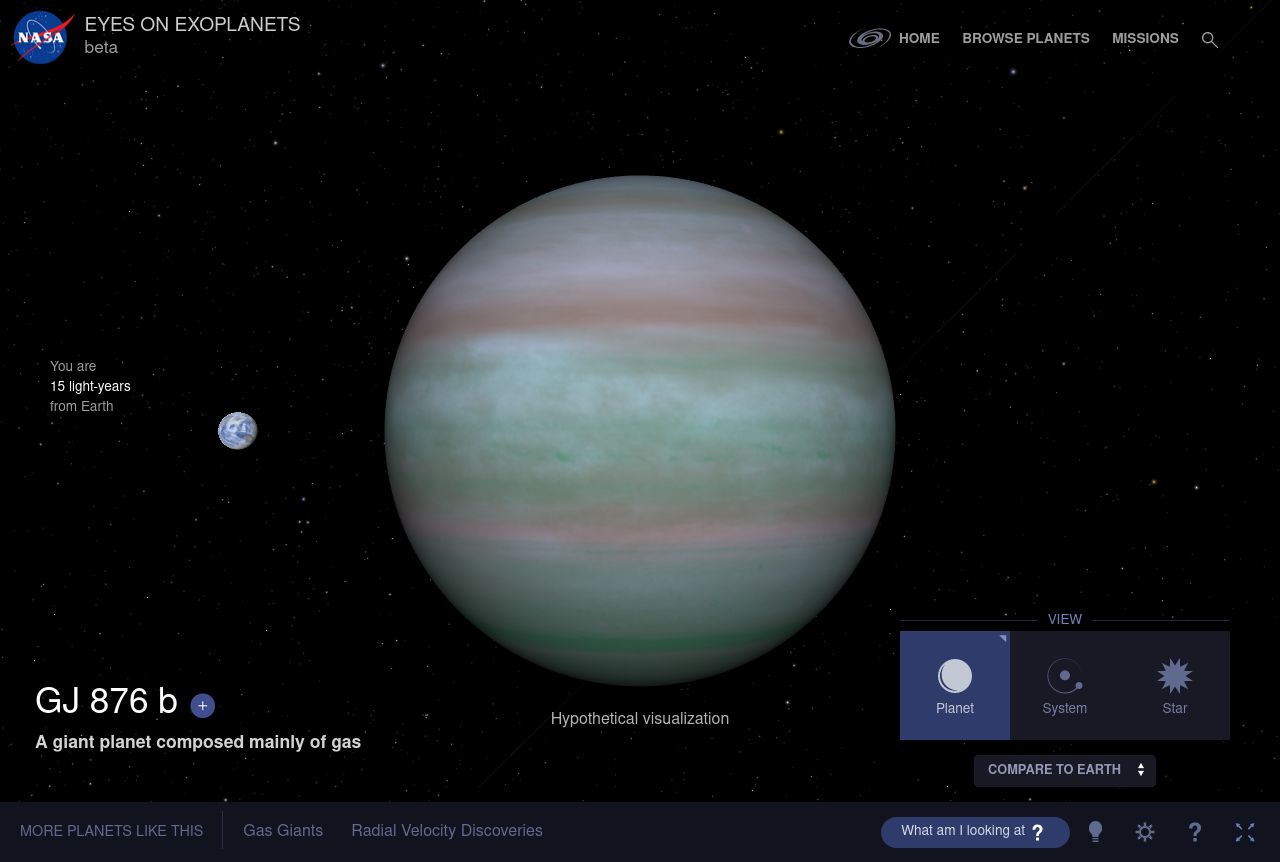 NASA
EYES ON EXOPLANETS
beta
HOME
BROWSE PLANETS
MISSIONS
You are
15 light-years
from Earth
VIEW
Planet
System
Star
GJ 876 b +
A giant planet composed mainly of gas
Hypothetical visualization
COMPARE TO EARTH
MORE PLANETS LIKE THIS
Gas Giants
Radial Velocity Discoveries
What am I looking at ?
?